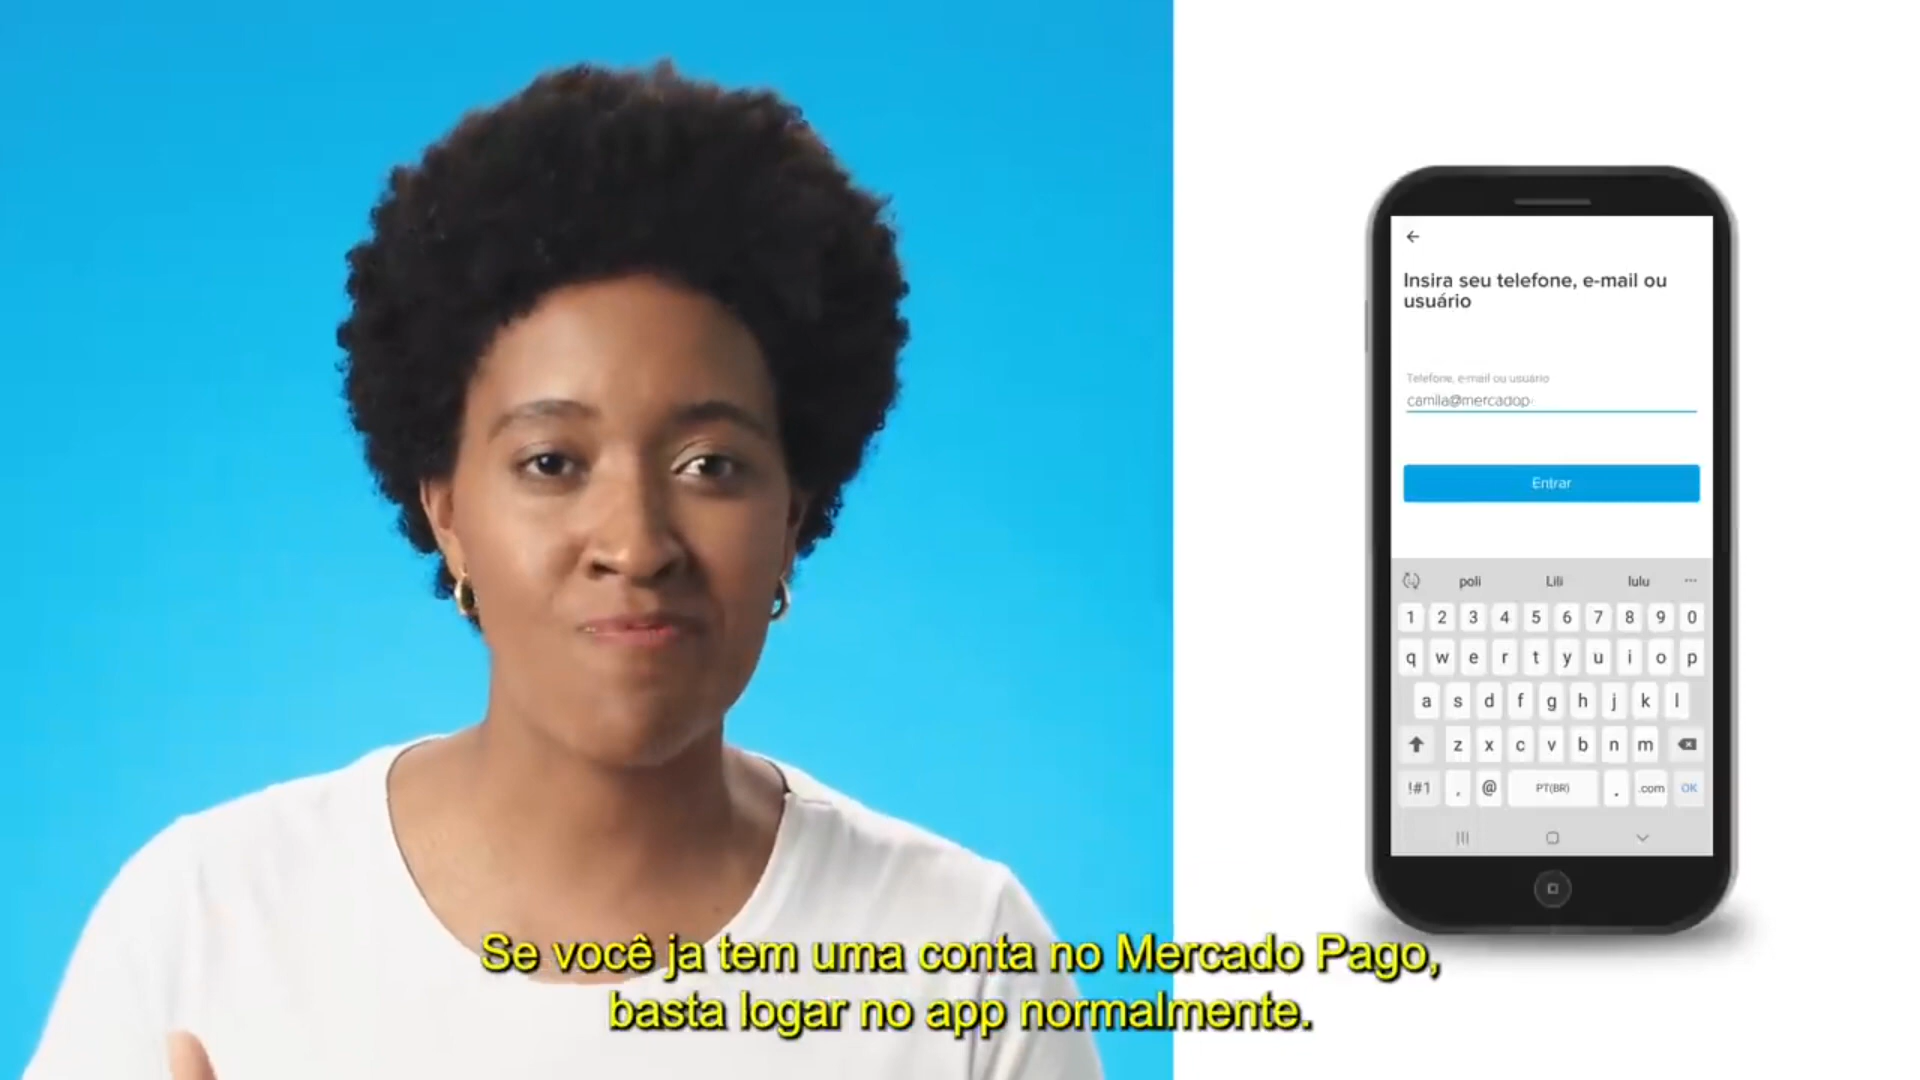 Insira seu telefone, e-mail ou
usuário
Telefone, e-mail ou usuário
camila@mercadop
Entrar
poli Lili lulu ...
1 2 3 4 5 6 7 8 9 0
q w e r t y u i o p
a s d f g h j k l
z x c v b n m
!#1 , @ PT(BR) . .com OK
Se você ja tem uma conta no Mercado Pago,
basta logar no app normalmente.